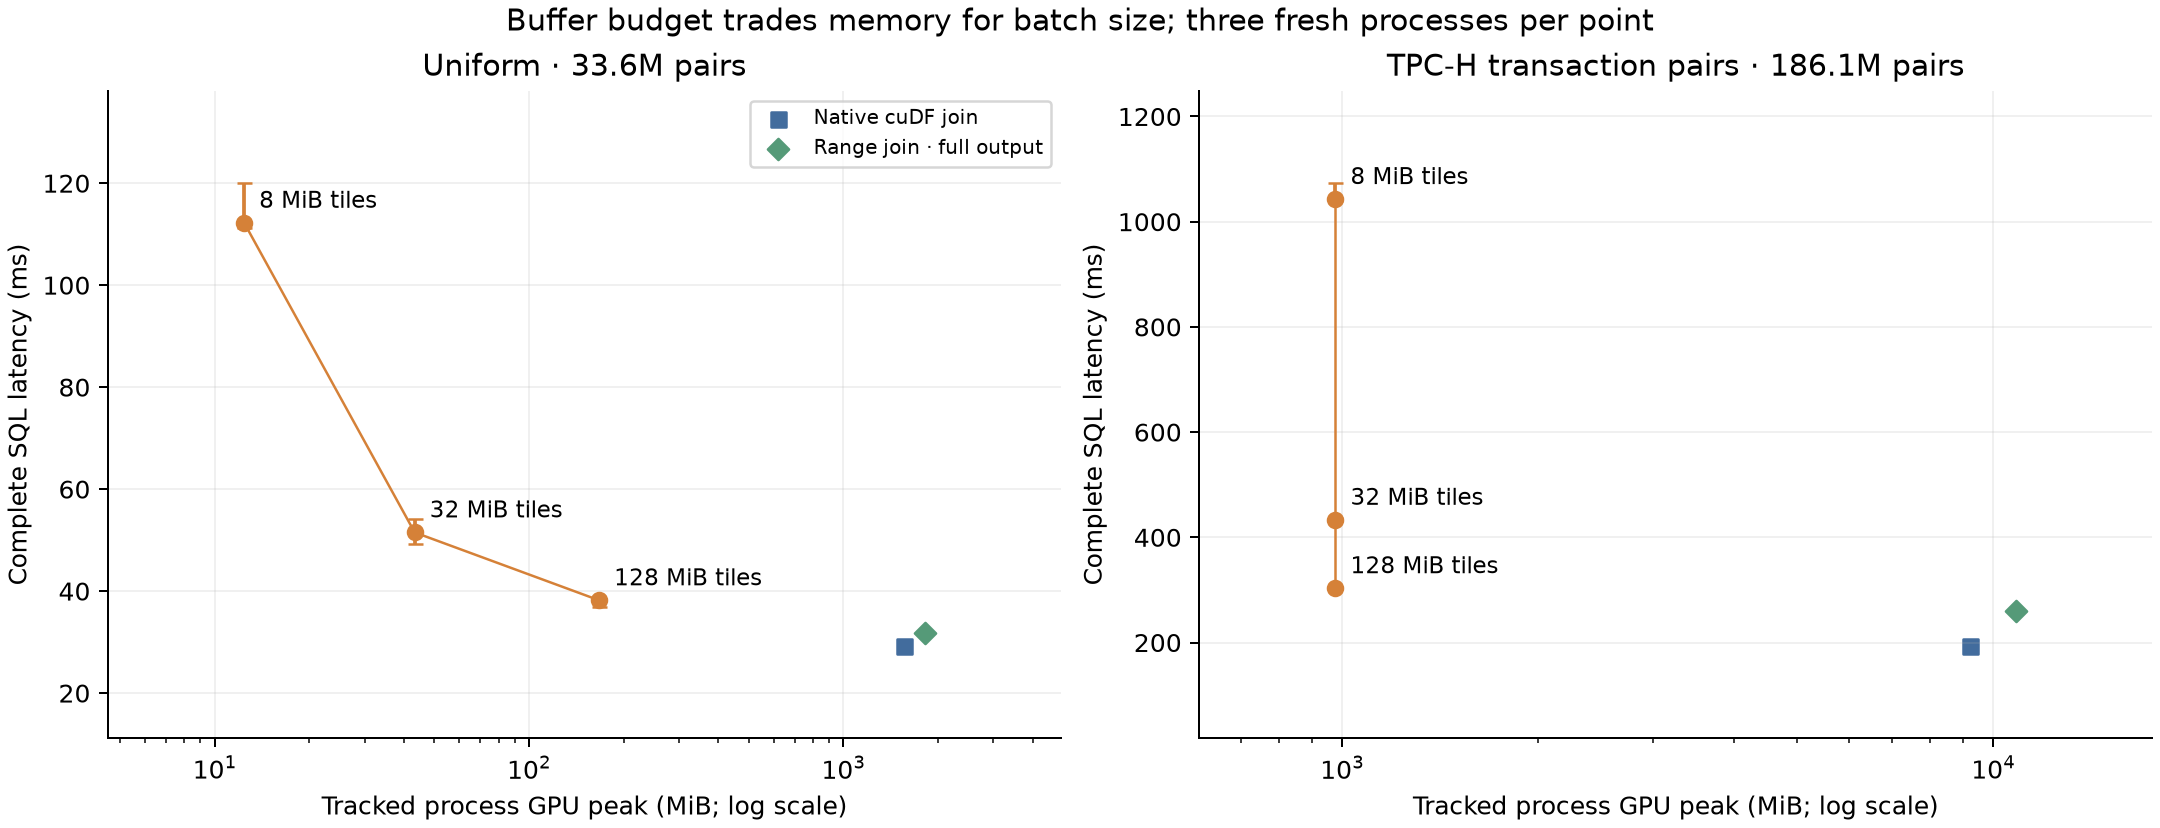 Buffer budget trades memory for batch size; three fresh processes per point
Uniform · 33.6M pairs
Native cuDF join
Range join · full output
8 MiB tiles
32 MiB tiles
128 MiB tiles
120
100
80
60
40
20
Complete SQL latency (ms)
10¹
10²
10³
Tracked process GPU peak (MiB; log scale)
TPC-H transaction pairs · 186.1M pairs
8 MiB tiles
32 MiB tiles
128 MiB tiles
1200
1000
800
600
400
200
Complete SQL latency (ms)
10³
10⁴
Tracked process GPU peak (MiB; log scale)